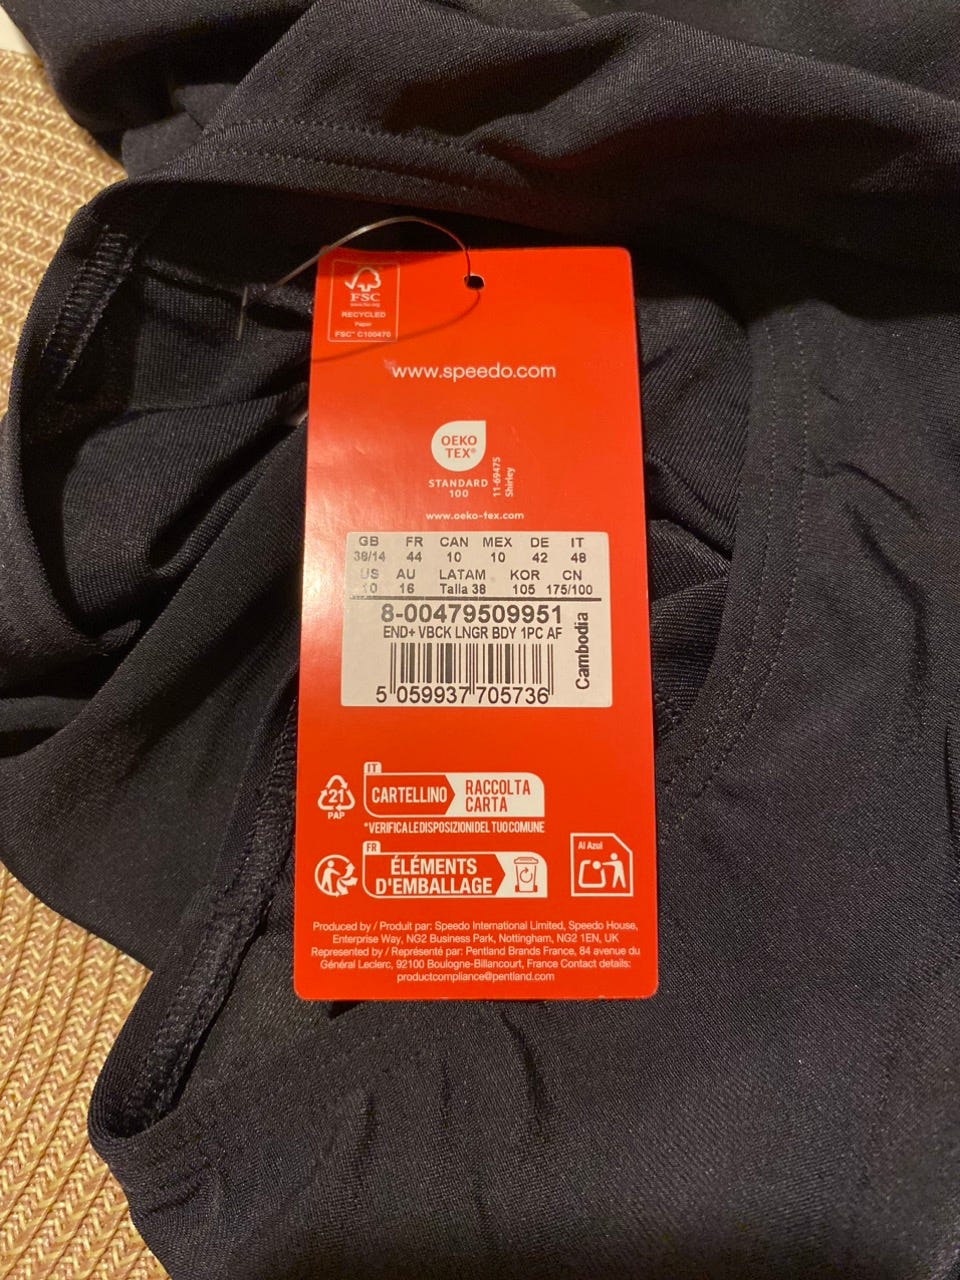 FSC
www.fsc.org
RECYCLED
Paper
FSC® C100470
www.speedo.com
OEKO
TEX®
STANDARD
100
11-69475
Shirley
www.oeko-tex.com
GB FR CAN MEX DE IT
38/14 44 10 10 42 48
US AU LATAM KOR CN
10 16 Talla 38 105 175/100
8-00479509951
END+ VBCK LNGR BDY 1PC AF
Cambodia
5 059937 705736
21
PAP
IT
CARTELLINO
RACCOLTA
CARTA
*VERIFICA LE DISPOSIZIONI DEL TUO COMUNE
FR
ÉLÉMENTS
D'EMBALLAGE
Al Azul
Produced by / Produit par: Speedo International Limited, Speedo House,
Enterprise Way, NG2 Business Park, Nottingham, NG2 1EN, UK
Represented by / Représenté par: Pentland Brands France, 84 avenue du
Général Leclerc, 92100 Boulogne-Billancourt, France Contact details:
productcompliance@pentland.com